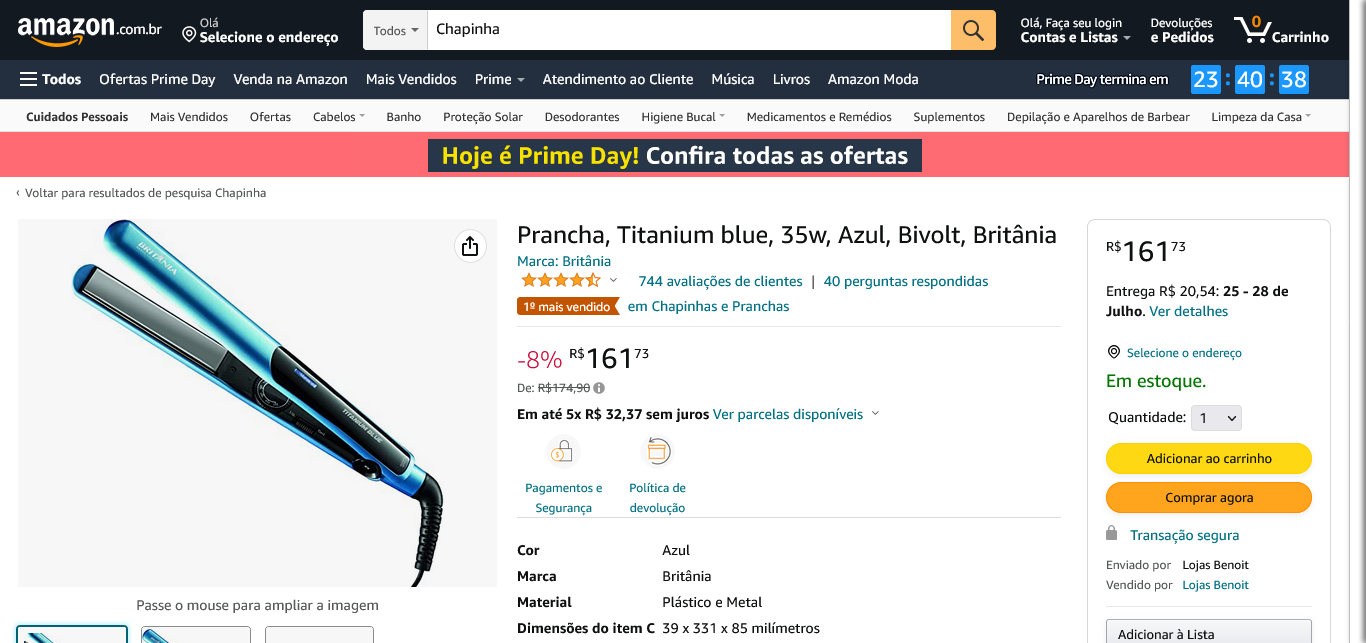 amazon.com.br
Olá
Selecione o endereço
Todos
Chapinha
Olá, Faça seu login
Contas e Listas
Devoluções
e Pedidos
0
Carrinho
Todos Ofertas Prime Day Venda na Amazon Mais Vendidos Prime Atendimento ao Cliente Música Livros Amazon Moda Prime Day termina em 23 : 40 : 38
Cuidados Pessoais Mais Vendidos Ofertas Cabelos Banho Proteção Solar Desodorantes Higiene Bucal Medicamentos e Remédios Suplementos Depilação e Aparelhos de Barbear Limpeza da Casa
Hoje é Prime Day! Confira todas as ofertas
‹ Voltar para resultados de pesquisa Chapinha
BRITÂNIA
TITANIUM BLUE
Passe o mouse para ampliar a imagem
Prancha, Titanium blue, 35w, Azul, Bivolt, Britânia
Marca: Britânia
744 avaliações de clientes | 40 perguntas respondidas
1º mais vendido em Chapinhas e Pranchas
-8% R$16173
De: R$174,90
Em até 5x R$ 32,37 sem juros Ver parcelas disponíveis
Pagamentos e
Segurança
Política de
devolução
Cor Azul
Marca Britânia
Material Plástico e Metal
Dimensões do item C 39 x 331 x 85 milímetros
R$16173
Entrega R$ 20,54: 25 - 28 de
Julho. Ver detalhes
Selecione o endereço
Em estoque.
Quantidade: 1
Adicionar ao carrinho
Comprar agora
Transação segura
Enviado por Lojas Benoit
Vendido por Lojas Benoit
Adicionar à Lista